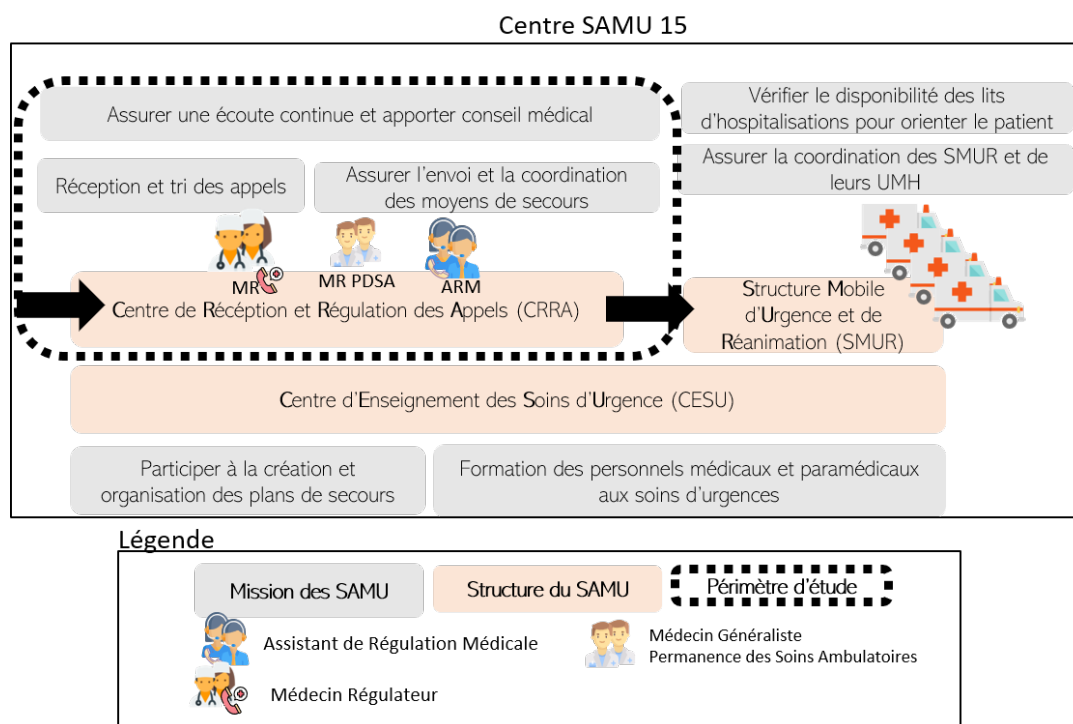 Centre SAMU 15
Assurer une écoute continue et apporter conseil médical
Réception et tri des appels
Assurer l'envoi et la coordination
des moyens de secours
Vérifier le disponibilité des lits
d'hospitalisations pour orienter le patient
Assurer la coordination des SMUR et de
leurs UMH
MR
MR PDSA
ARM
Centre de Récéption et Régulation des Appels (CRRA)
Structure Mobile
d'Urgence et de
Réanimation (SMUR)
Centre d'Enseignement des Soins d'Urgence (CESU)
Participer à la création et
organisation des plans de secours
Formation des personnels médicaux et paramédicaux
aux soins d'urgences
Légende
Mission des SAMU
Structure du SAMU
Périmètre d'étude
Assistant de Régulation Médicale
Médecin Généraliste
Permanence des Soins Ambulatoires
Médecin Régulateur